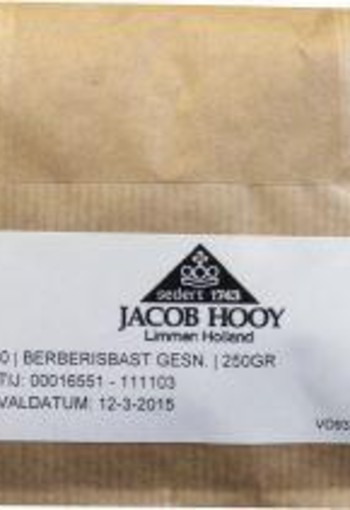 sedert 1743
JACOB HOOY
Limmen Holland
0 | BERBERISBAST GESN. | 250GR
TIJ: 00016551 - 111103
VALDATUM: 12-3-2015